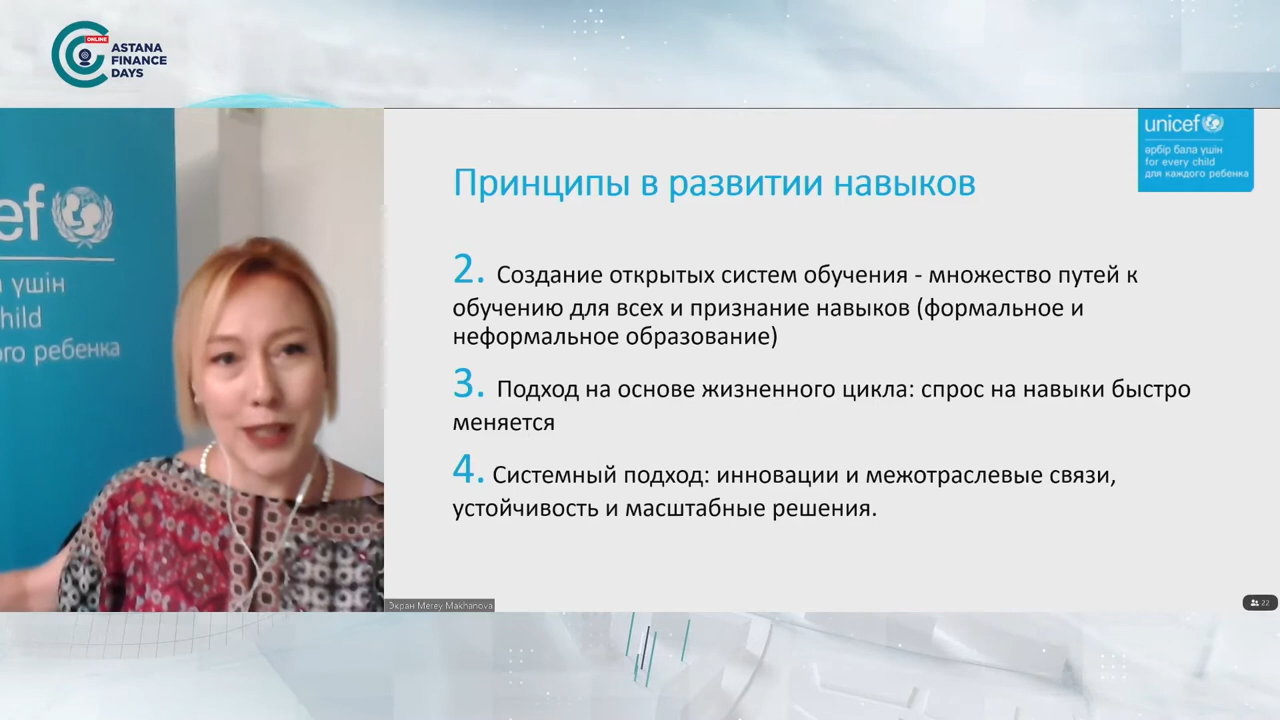 ONLINE
ASTANA
FINANCE
DAYS
ef
үшін
hild
ого ребенка
unicef
әрбір бала үшін
for every child
для каждого ребенка
Принципы в развитии навыков
2. Создание открытых систем обучения - множество путей к
обучению для всех и признание навыков (формальное и
неформальное образование)
3. Подход на основе жизненного цикла: спрос на навыки быстро
меняется
4. Системный подход: инновации и межотраслевые связи,
устойчивость и масштабные решения.
Экран Merey Makhanova
22